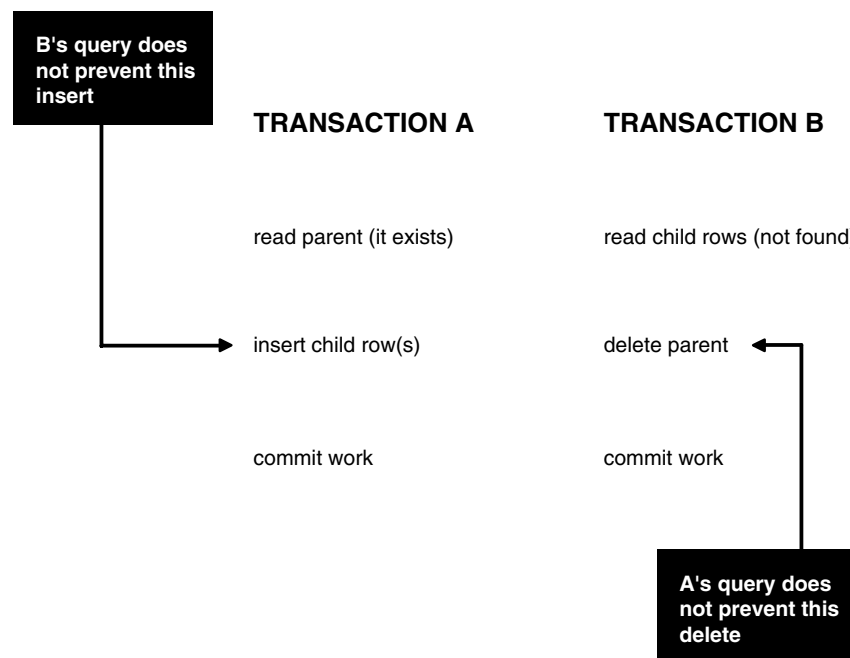 B's query does
not prevent this
insert
TRANSACTION A
TRANSACTION B
read parent (it exists)
read child rows (not found
insert child row(s)
delete parent
commit work
commit work
A's query does
not prevent this
delete